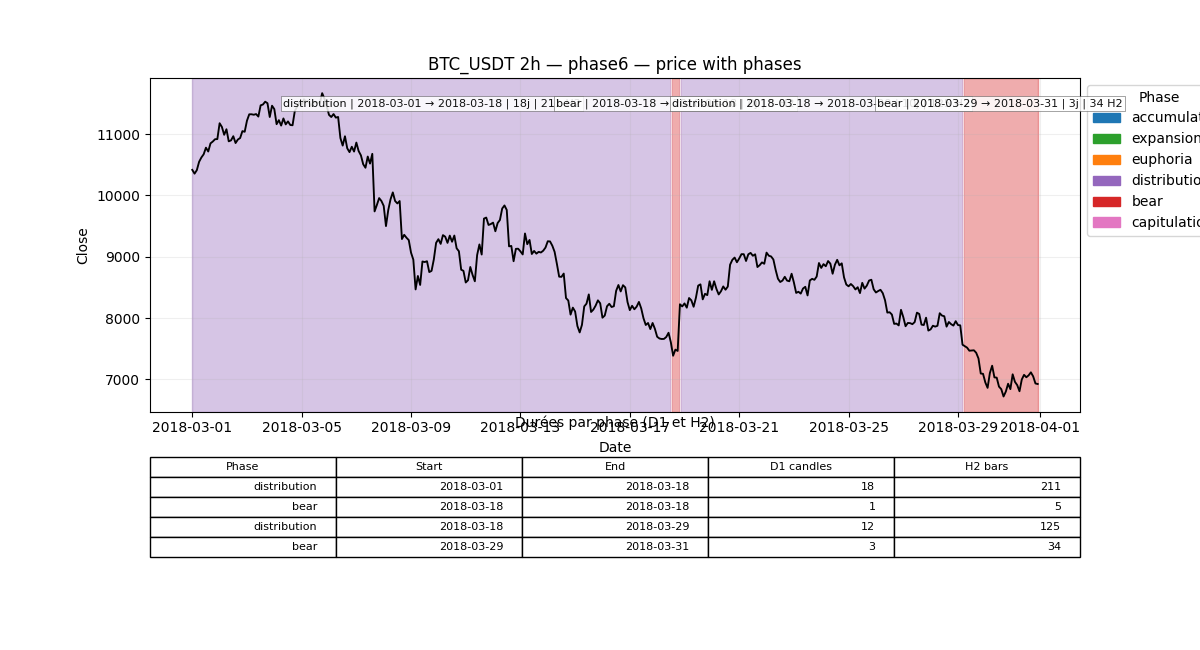 BTC_USDT 2h — phase6 — price with phases
distribution | 2018-03-01 → 2018-03-18 | 18j | 21
bear | 2018-03-18 →
distribution | 2018-03-18 → 2018-03-
bear | 2018-03-29 → 2018-03-31 | 3j | 34 H2
Phase
accumulat
expansion
euphoria
distributio
bear
capitulatio
Close
11000
10000
9000
8000
7000
2018-03-01 2018-03-05 2018-03-09 2018-03-13 2018-03-17 2018-03-21 2018-03-25 2018-03-29 2018-04-01
Durées par phase (D1 et H2)
Date
Phase Start End D1 candles H2 bars
distribution 2018-03-01 2018-03-18 18 211
bear 2018-03-18 2018-03-18 1 5
distribution 2018-03-18 2018-03-29 12 125
bear 2018-03-29 2018-03-31 3 34